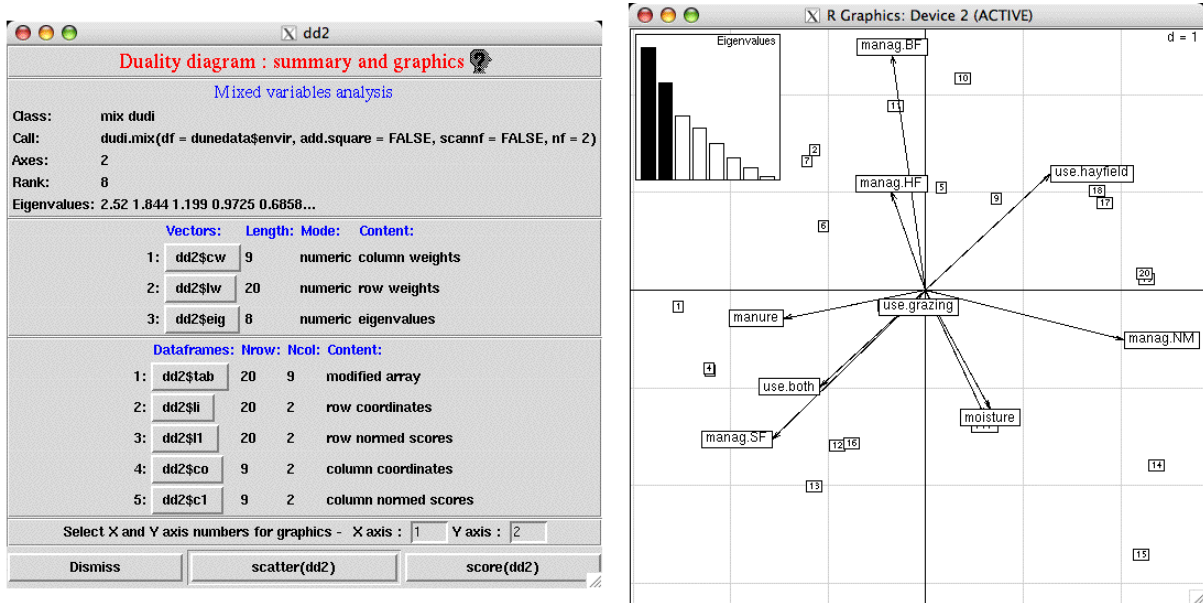 dd2
Duality diagram : summary and graphics
Mixed variables analysis
Class: mix dudi
Call: dudi.mix(df = dunedata$envir, add.square = FALSE, scannf = FALSE, nf = 2)
Axes: 2
Rank: 8
Eigenvalues: 2.52 1.844 1.199 0.9725 0.6858...
Vectors: Length: Mode: Content:
1: dd2$cw 9 numeric column weights
2: dd2$lw 20 numeric row weights
3: dd2$eig 8 numeric eigenvalues
Dataframes: Nrow: Ncol: Content:
1: dd2$tab 20 9 modified array
2: dd2$li 20 2 row coordinates
3: dd2$l1 20 2 row normed scores
4: dd2$co 9 2 column coordinates
5: dd2$c1 9 2 column normed scores
Select X and Y axis numbers for graphics - X axis : 1 Y axis : 2
Dismiss scatter(dd2) score(dd2)
R Graphics: Device 2 (ACTIVE)
Eigenvalues
d = 1
manag.BF
10
11
2
7
use.hayfield
manag.HF
5
18
9
17
6
20
1
use.grazing
manure
manag.NM
4
use.both
moisture
manag.SF
12
16
14
13
15